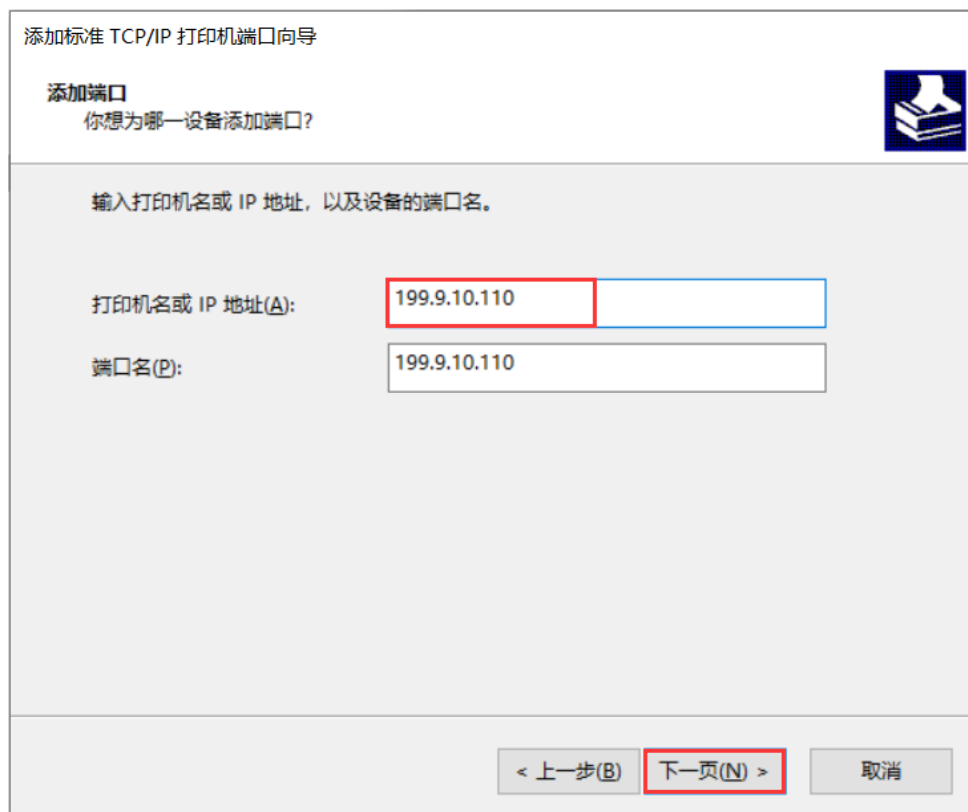 添加标准 TCP/IP 打印机端口向导
添加端口
你想为哪一设备添加端口?
输入打印机名或 IP 地址，以及设备的端口名。
打印机名或 IP 地址(A): 199.9.10.110
端口名(P): 199.9.10.110
< 上一步(B) 下一页(N) > 取消